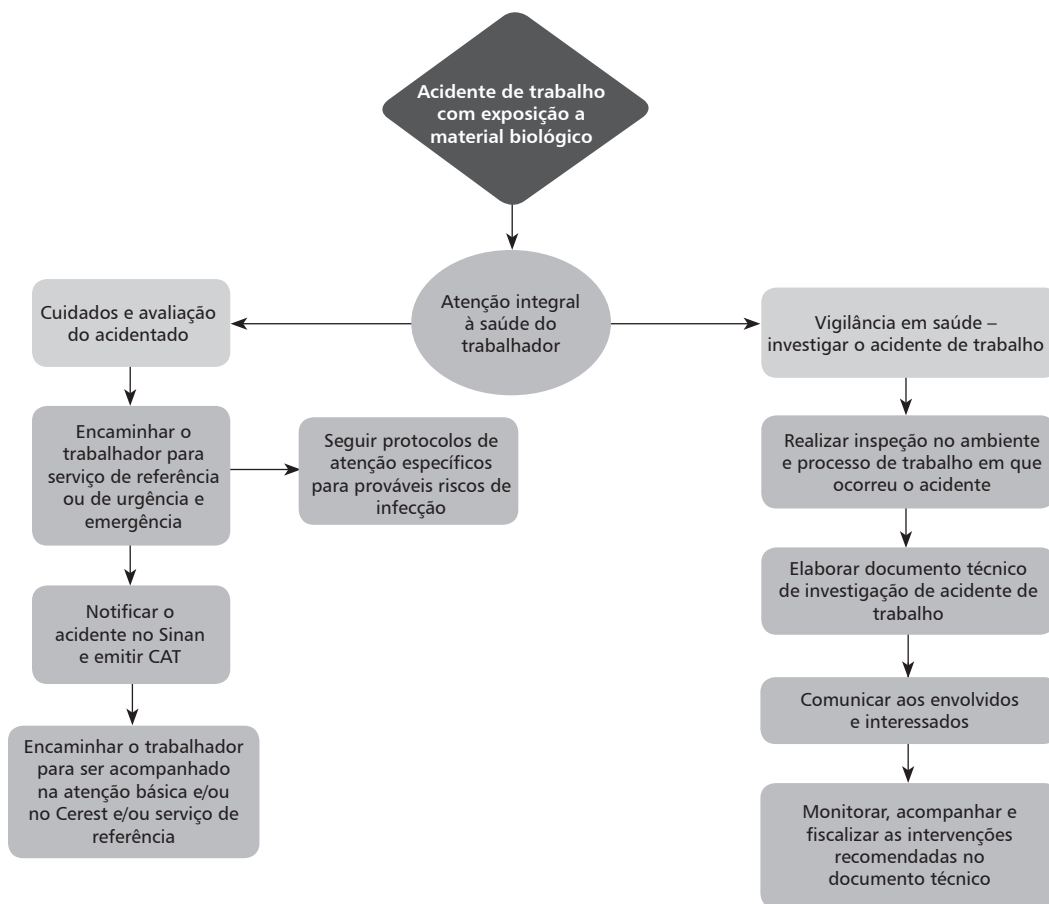 Acidente de trabalho
com exposição a
material biológico
Atenção integral
à saúde do
trabalhador
Cuidados e avaliação
do acidentado
Encaminhar o
trabalhador para
serviço de referência
ou de urgência e
emergência
Seguir protocolos de
atenção específicos
para prováveis riscos de
infecção
Notificar o
acidente no Sinan
e emitir CAT
Encaminhar o trabalhador
para ser acompanhado
na atenção básica e/ou
no Cerest e/ou serviço de
referência
Vigilância em saúde –
investigar o acidente de trabalho
Realizar inspeção no ambiente
e processo de trabalho em que
ocorreu o acidente
Elaborar documento técnico
de investigação de acidente de
trabalho
Comunicar aos envolvidos
e interessados
Monitorar, acompanhar e
fiscalizar as intervenções
recomendadas no
documento técnico